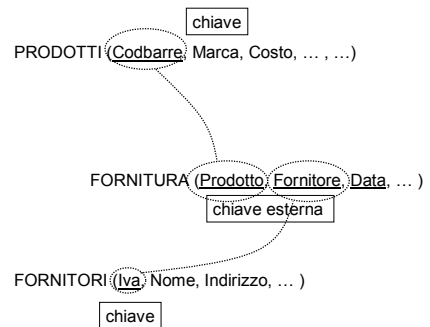 chiave
PRODOTTI (Codbarre, Marca, Costo, … , …)
FORNITURA (Prodotto, Fornitore, Data, … )
chiave esterna
FORNITORI (Iva, Nome, Indirizzo, … )
chiave